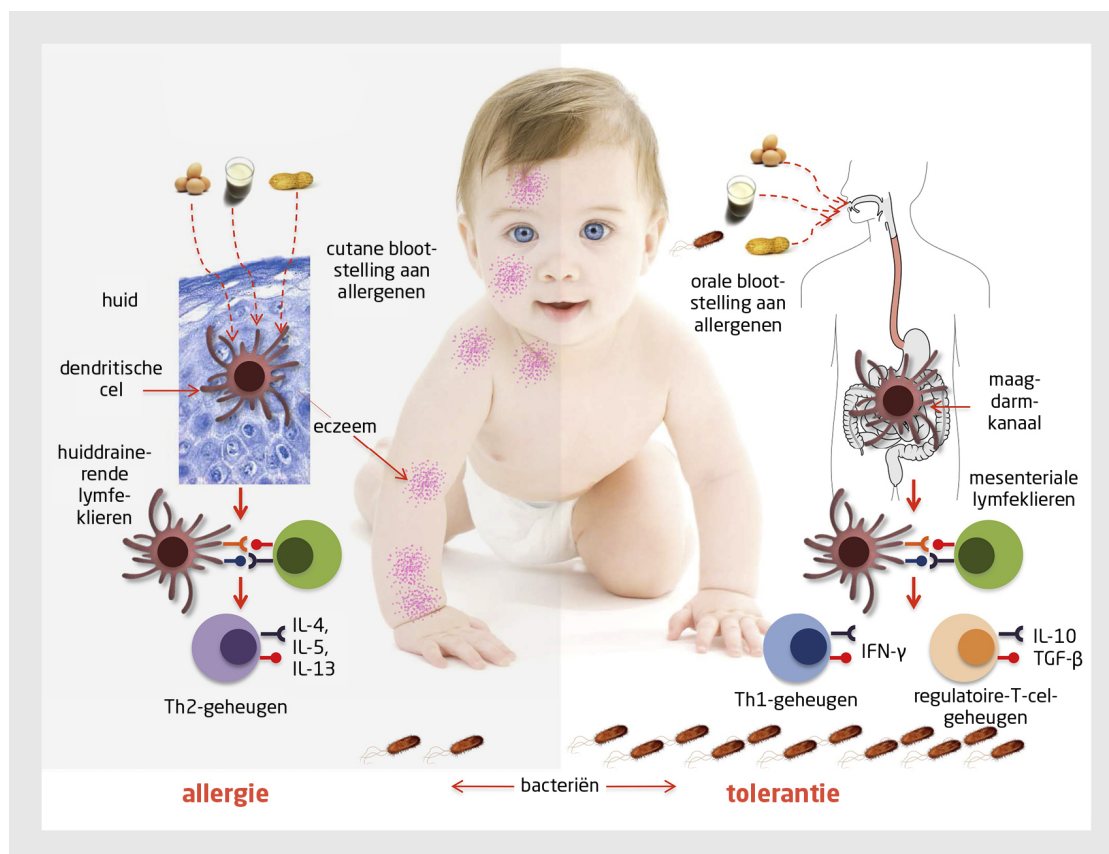 cutane bloot-
stelling aan
allergenen
huid
dendritische
cel
eczeem
huiddraine-
rende
lymfe-
klieren
IL-4,
IL-5,
IL-13
Th2-geheugen
allergie
orale bloot-
stelling aan
allergenen
maag-
darm-
kanaal
mesenteriale
lymfeklieren
IFN-γ
Th1-geheugen
IL-10
TGF-β
regulatoire-T-cel-
geheugen
bacteriën
tolerantie